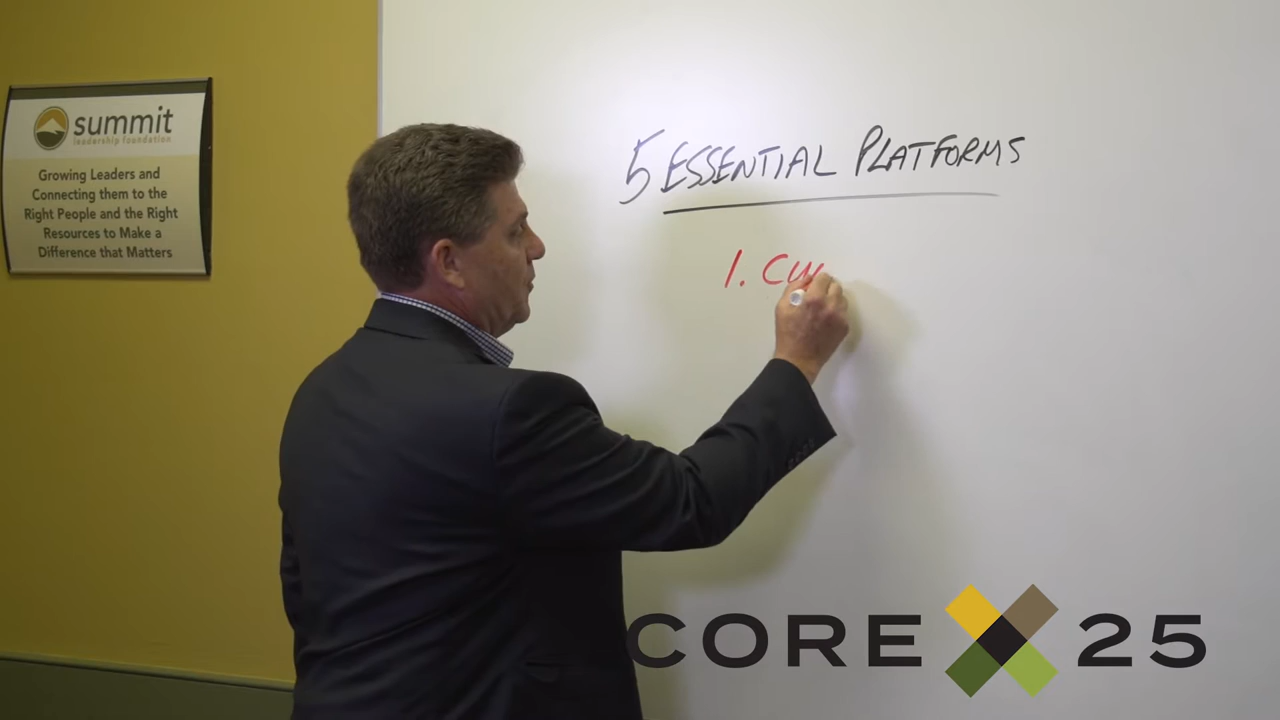 summit
leadership foundation
Growing Leaders and
Connecting them to the
Right People and the Right
Resources to Make a
Difference that Matters
5 ESSENTIAL PLATFORMS
1.
CORE 25